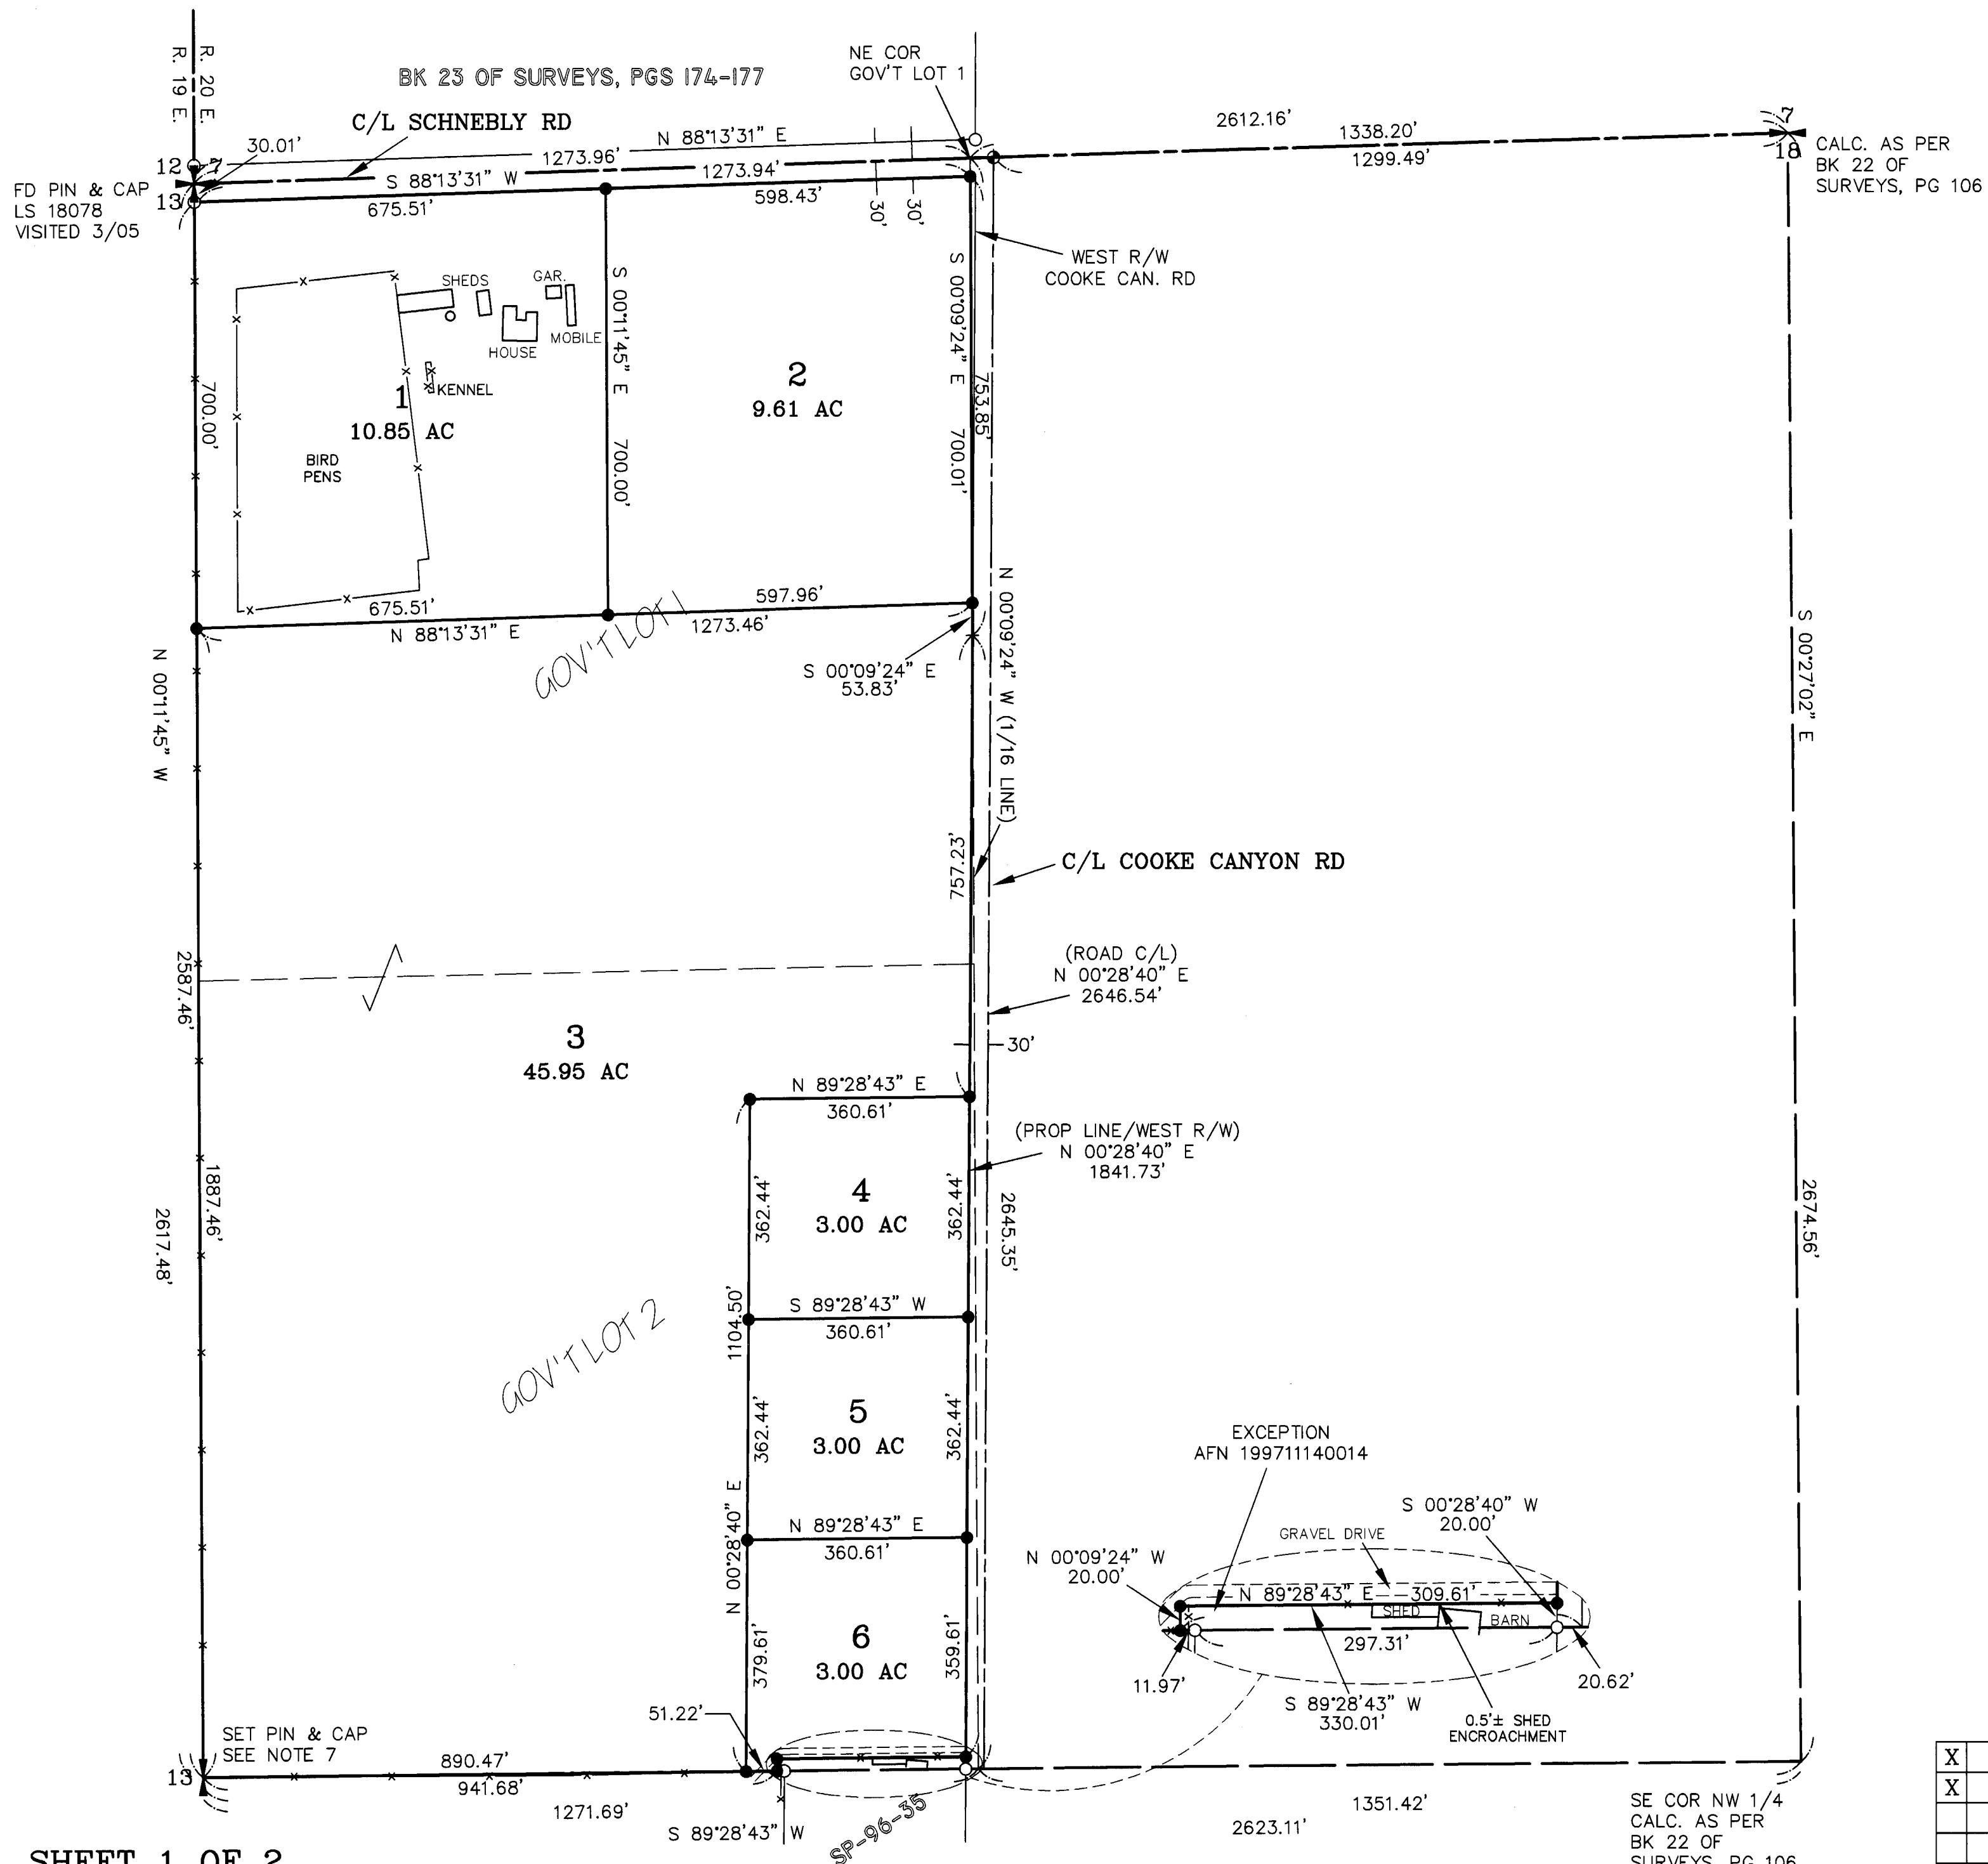 R. 20 E.
R. 19 E.
BK 23 OF SURVEYS, PGS 174-177
NE COR
GOV'T LOT 1
C/L SCHNEBLY RD
N 88°13'31" E
2612.16'
1338.20'
1299.49'
7
18
CALC. AS PER
BK 22 OF
SURVEYS, PG 106
30.01'
12
7
13
1273.96'
1273.94'
S 88°13'31" W
675.51'
598.43'
30'
30'
FD PIN & CAP
LS 18078
VISITED 3/05
WEST R/W
COOKE CAN. RD
SHEDS
GAR.
HOUSE
MOBILE
KENNEL
1
10.85 AC
BIRD
PENS
700.00'
S 00°11'45" E
700.00'
2
9.61 AC
S 00°09'24" E
700.01'
753.85'
675.51'
N 88°13'31" E
597.96'
1273.46'
GOV'T LOT 1
S 00°09'24" E
53.83'
N 00°09'24" W (1/16 LINE)
S 00°27'02" E
N 00°11'45" W
757.23'
C/L COOKE CANYON RD
(ROAD C/L)
N 00°28'40" E
2646.54'
2587.46'
30'
3
45.95 AC
N 89°28'43" E
360.61'
(PROP LINE/WEST R/W)
N 00°28'40" E
1841.73'
1887.46'
2617.48'
362.44'
4
3.00 AC
362.44'
2645.35'
2674.56'
1104.50'
S 89°28'43" W
360.61'
GOV'T LOT 2
362.44'
5
3.00 AC
362.44'
N 00°28'40" E
N 89°28'43" E
360.61'
379.61'
6
3.00 AC
359.61'
EXCEPTION
AFN 199711140014
S 00°28'40" W
20.00'
GRAVEL DRIVE
N 00°09'24" W
20.00'
N 89°28'43" E
309.61'
SHED
BARN
297.31'
11.97'
20.62'
S 89°28'43" W
330.01'
0.5'± SHED
ENCROACHMENT
51.22'
SET PIN & CAP
SEE NOTE 7
13
890.47'
941.68'
1271.69'
S 89°28'43" W
SP-96-35
1351.42'
2623.11'
SE COR NW 1/4
CALC. AS PER
BK 22 OF
SURVEYS, PG 106
X
X
SHEET 1 OF 2